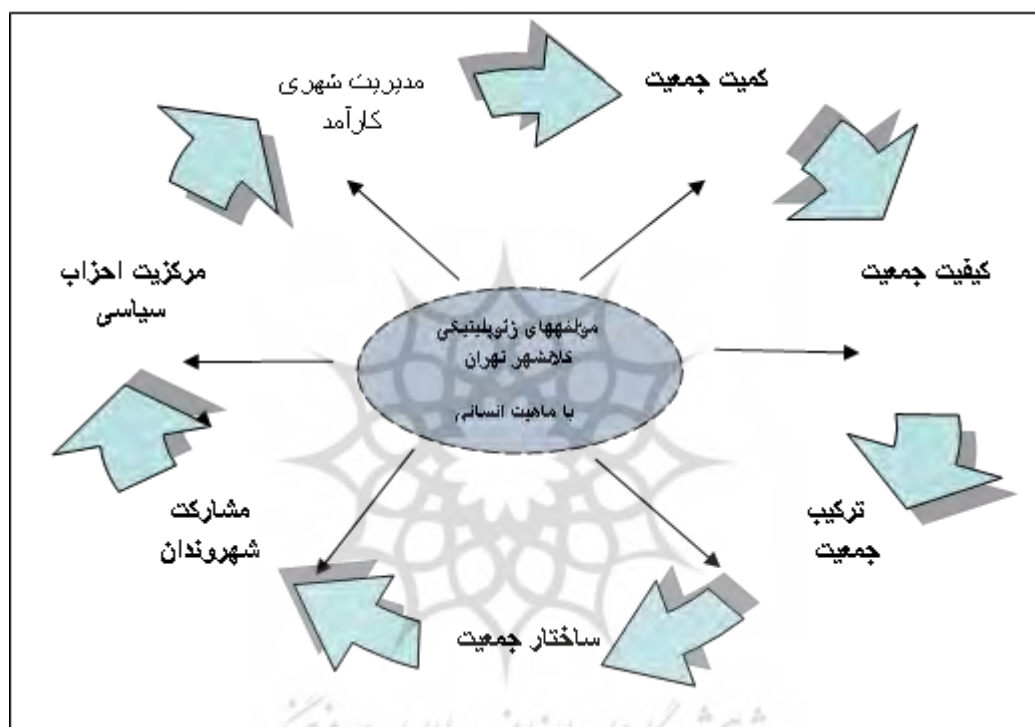 کمیت جمعیت
مدیریت شهری
کارآمد
کیفیت جمعیت
مرکزیت احزاب
سیاسی
مؤلفههای ژئوپلیتیکی
کلانشهر تهران
با ماهیت انسانی
ترکیب
جمعیت
مشارکت
شهروندان
ساختار جمعیت